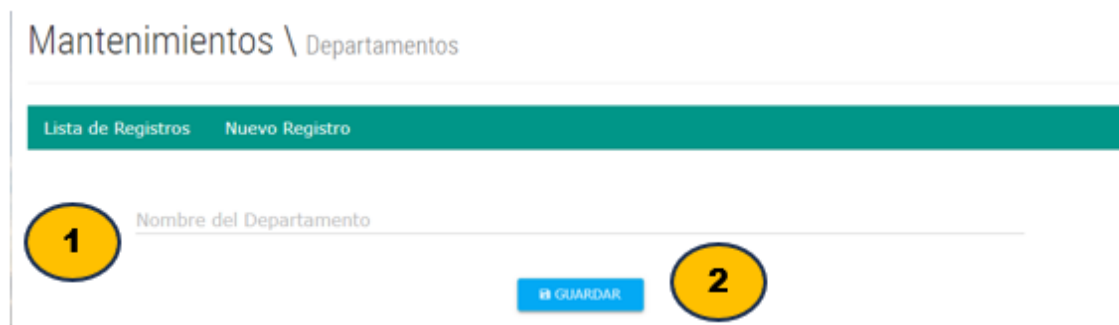 Mantenimientos \ Departamentos
Lista de Registros Nuevo Registro
Nombre del Departamento
1
GUARDAR
2